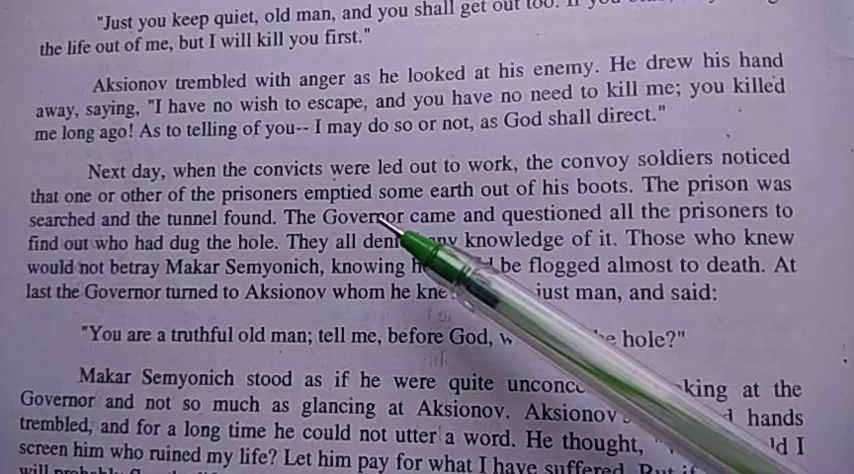 "Just you keep quiet, old man, and you shall get out too. If you
the life out of me, but I will kill you first."
Aksionov trembled with anger as he looked at his enemy. He drew his hand
away, saying, "I have no wish to escape, and you have no need to kill me; you killed
me long ago! As to telling of you-- I may do so or not, as God shall direct."
Next day, when the convicts were led out to work, the convoy soldiers noticed
that one or other of the prisoners emptied some earth out of his boots. The prison was
searched and the tunnel found. The Governor came and questioned all the prisoners to
find out who had dug the hole. They all knowledge of it. Those who knew
would not betray Makar Semyonich, knowing be flogged almost to death. At
last the Governor turned to Aksionov whom he just man, and said:
"You are a truthful old man; tell me, before God, hole?"
Makar Semyonich stood as if he were quite at the
Governor and not so much as glancing at Aksionov. Aksionov hands
trembled, and for a long time he could not utter a word. He thought, I
screen him who ruined my life? Let him pay for what I have suffered. But if